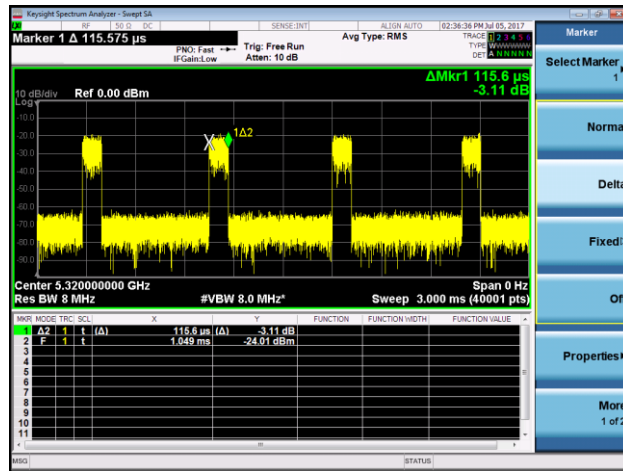 Keysight Spectrum Analyzer - Swept SA
RF 50 Ω DC SENSE:INT ALIGN AUTO 02:36:36 PM Jul 05, 2017
Marker 1 Δ 115.575 µs
PNO: Fast
IFGain:Low
Trig: Free Run
Atten: 10 dB
Avg Type: RMS
TRACE 1 2 3 4 5 6
TYPE WWWWWW
DET A N N N N N
ΔMkr1 115.6 µs
-3.11 dB
10 dB/div Ref 0.00 dBm
Log
-10.0
-20.0
-30.0
-40.0
-50.0
-60.0
-70.0
-80.0
-90.0
X
1Δ2
Center 5.320000000 GHz Span 0 Hz
Res BW 8 MHz #VBW 8.0 MHz* Sweep 3.000 ms (40001 pts)
MKR MODE TRC SCL X Y FUNCTION FUNCTION WIDTH FUNCTION VALUE
1 Δ2 1 t (Δ) 115.6 µs (Δ) -3.11 dB
2 F 1 t 1.049 ms -24.01 dBm
3
4
5
6
7
8
9
10
11
MSG STATUS
Marker
Select Marker
1
Norma
Delta
Fixed
Of
Properties
More
1 of 2